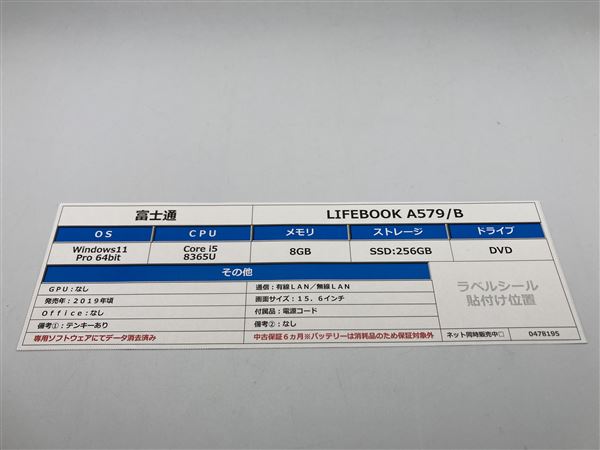 富士通 LIFEBOOK A579/B
OS CPU メモリ ストレージ ドライブ
Windows11 Core i5 8GB SSD:256GB DVD
Pro 64bit 8365U
その他
GPU：なし 通信：有線LAN／無線LAN
発売年：2019年頃 画面サイズ：15．6インチ
Office：なし 付属品：電源コード
備考①：テンキーあり 備考②：なし
専用ソフトウェアにてデータ消去済み 中古保証6ヵ月※バッテリーは消耗品のため保証対象外
ラベルシール
貼付け位置
ネット同時販売中□ 0478195